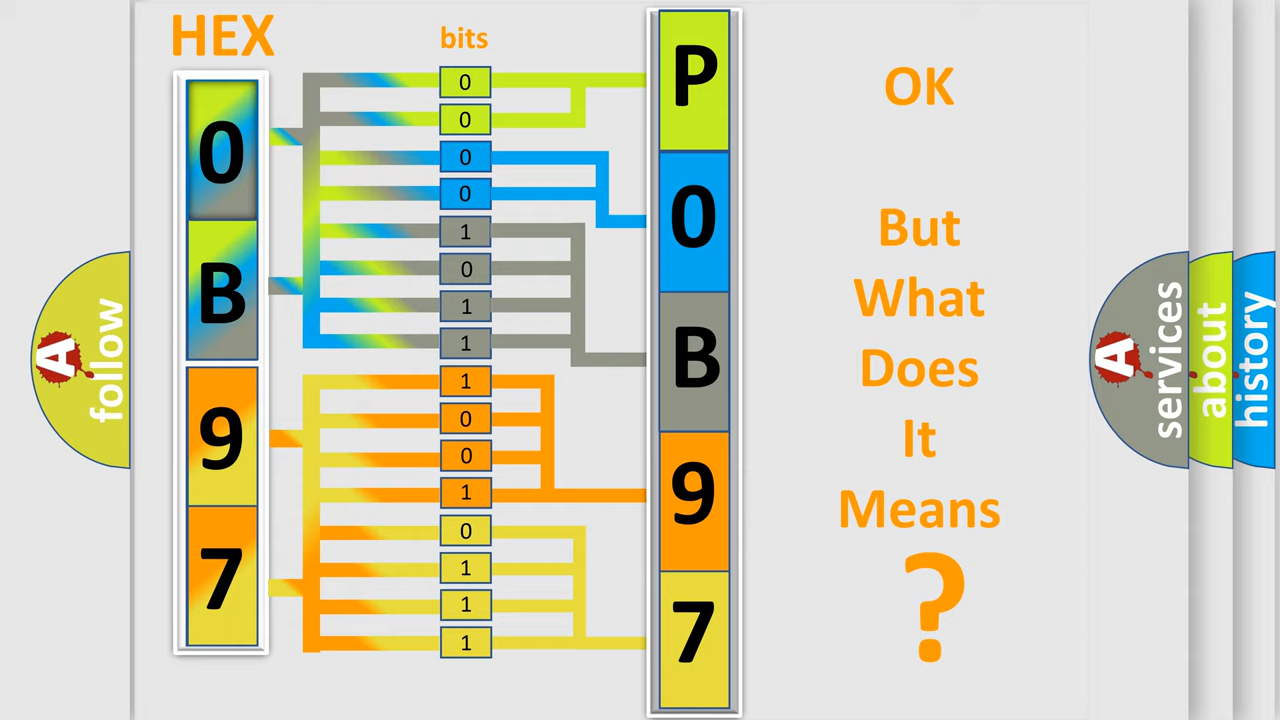 HEX
bits
0
B
9
7
0
0
0
0
1
0
1
1
1
0
0
1
0
1
1
1
P
0
B
9
7
OK
But
What
Does
It
Means
?
A
follow
A
services
about
history